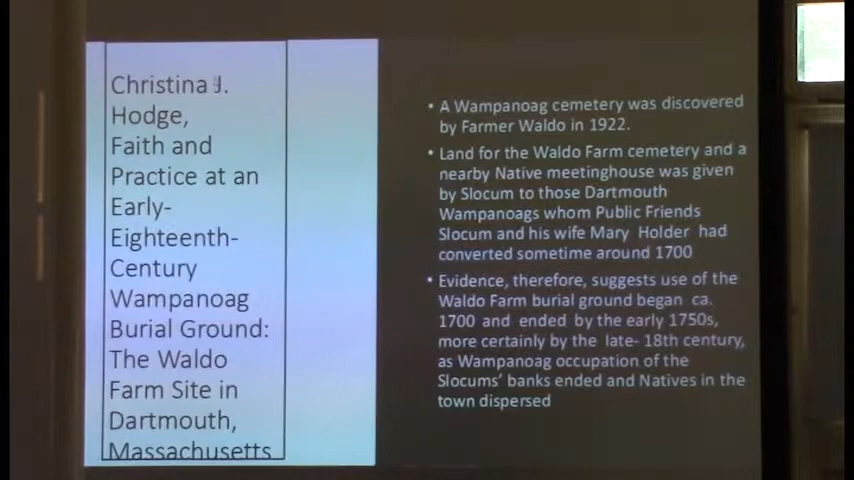 Christina J.
Hodge,
Faith and
Practice at an
Early-
Eighteenth-
Century
Wampanoag
Burial Ground:
The Waldo
Farm Site in
Dartmouth,
Massachusetts
• A Wampanoag cemetery was discovered
by Farmer Waldo in 1922.
• Land for the Waldo Farm cemetery and a
nearby Native meetinghouse was given
by Slocum to those Dartmouth
Wampanoags whom Public Friends
Slocum and his wife Mary Holder had
converted sometime around 1700
• Evidence, therefore, suggests use of the
Waldo Farm burial ground began ca.
1700 and ended by the early 1750s,
more certainly by the late- 18th century,
as Wampanoag occupation of the
Slocums' banks ended and Natives in the
town dispersed